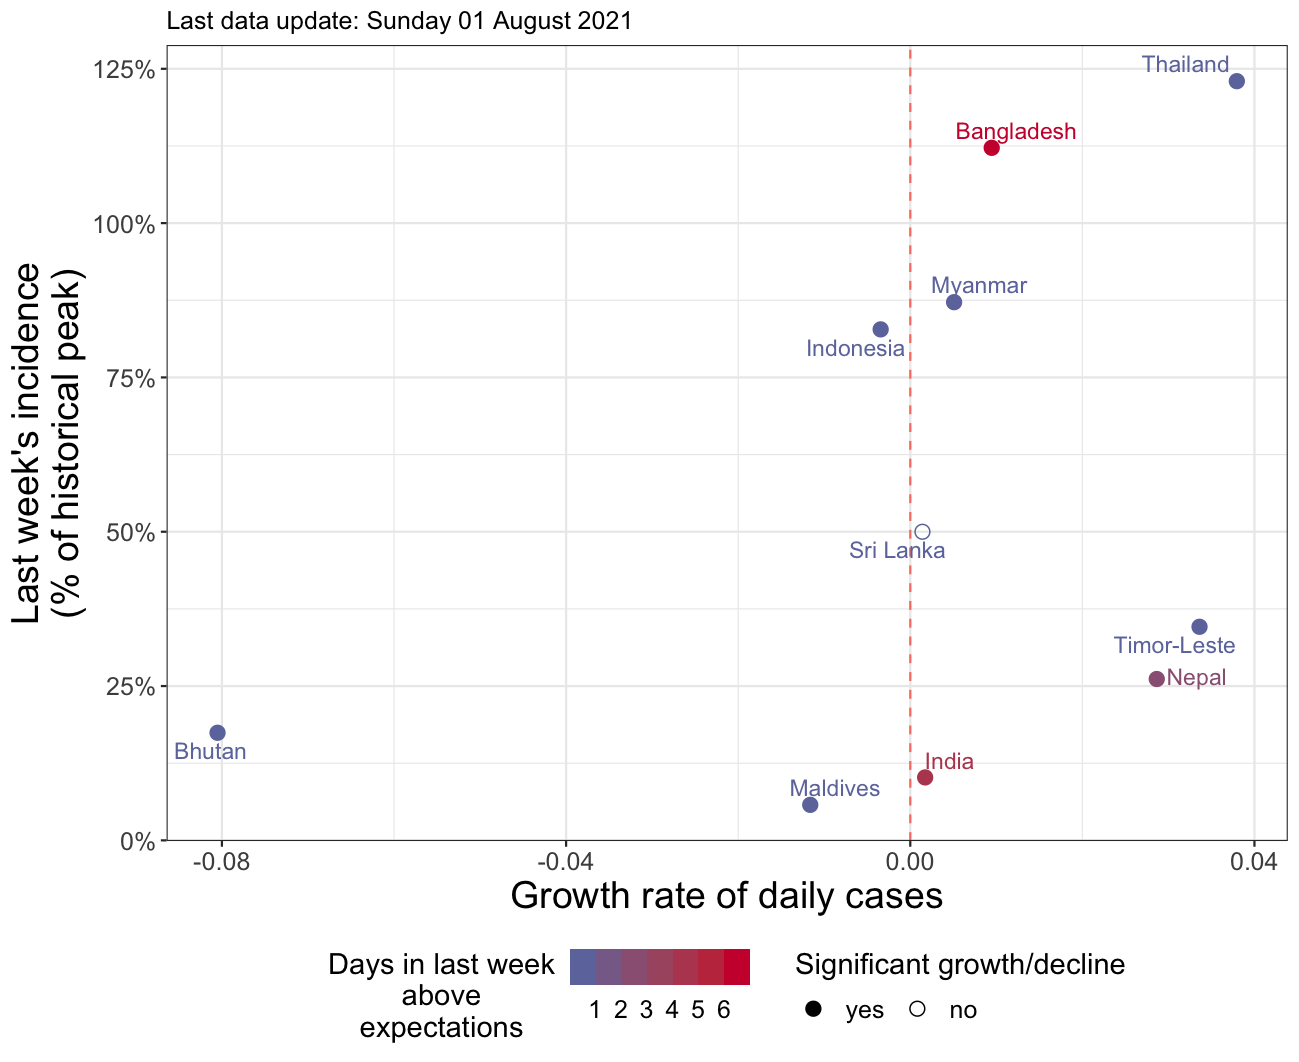 Last data update: Sunday 01 August 2021
125%
100%
75%
50%
25%
0%
Last week's incidence
(% of historical peak)
Thailand
Bangladesh
Myanmar
Indonesia
Sri Lanka
Timor-Leste
Nepal
Bhutan
India
Maldives
-0.08 -0.04 0.00 0.04
Growth rate of daily cases
Days in last week
above
expectations
1 2 3 4 5 6
Significant growth/decline
yes no